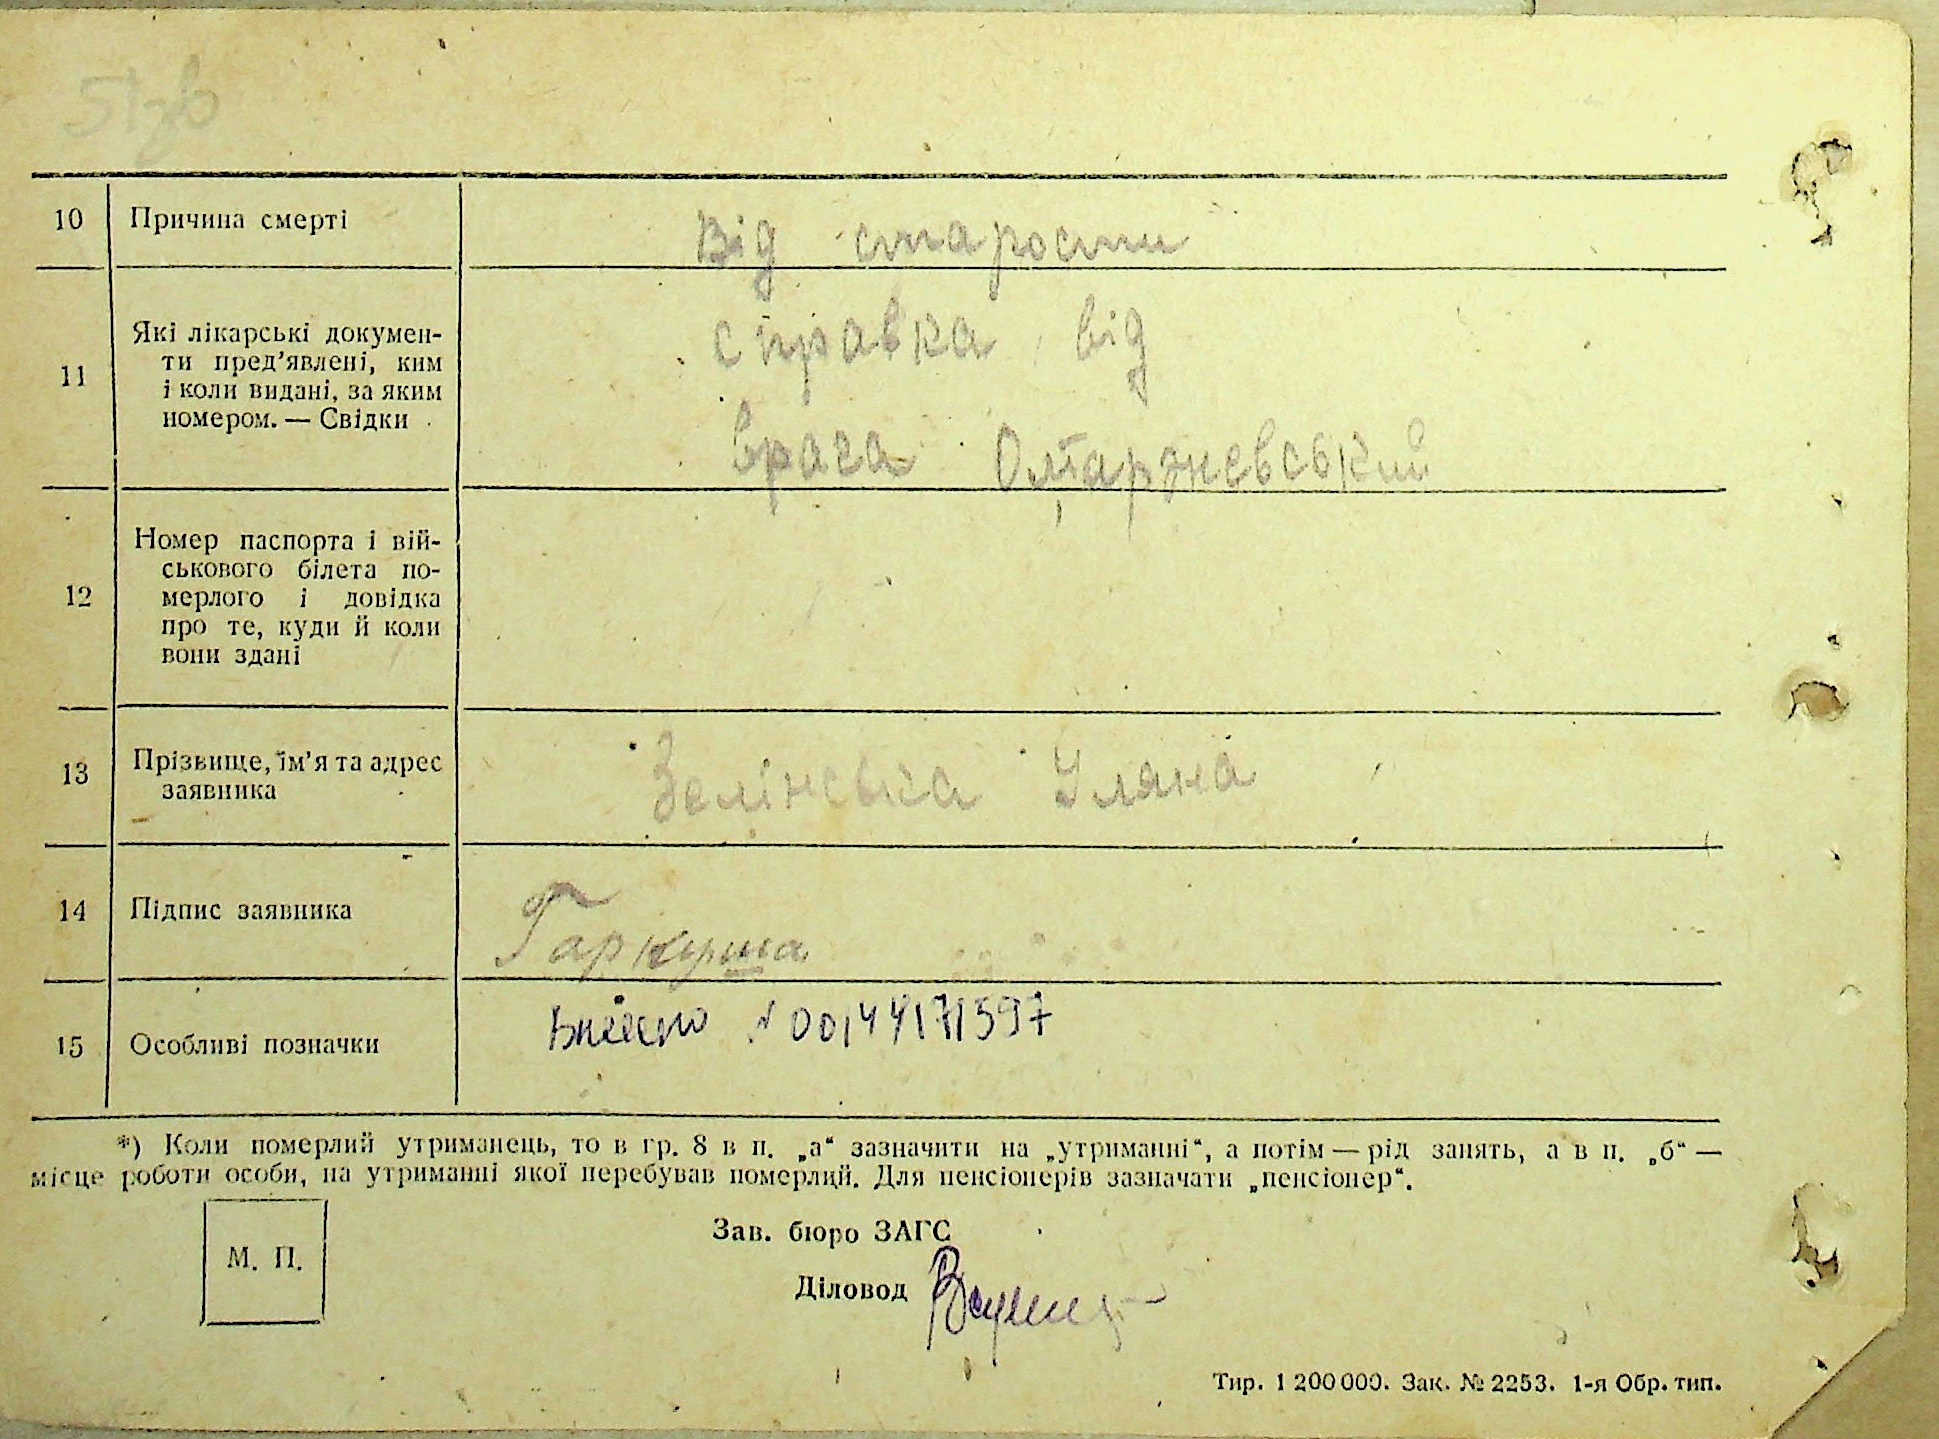 51зв
10 Причина смерті
Від старости
11 Які лікарські докумен-
ти пред’явлені, ким
і коли видані, за яким
номером. — Свідки
справка від
врача
12 Номер паспорта і вій-
ськового білета по-
мерлого і довідка
про те, куди й коли
вони здані
13 Прізвище, ім’я та адрес
заявника
Зелінська Уляна
14 Підпис заявника
Гаркуша
15 Особливі позначки
Внесено № 00144171597
*) Коли померлий утриманець, то в гр. 8 в п. „а“ зазначити на „утриманні“, а потім — рід занять, а в п. „б“ —
місце роботи особи, на утриманні якої перебував померлий. Для пенсіонерів зазначати „пенсіонер“.
М. П.
Зав. бюро ЗАГС
Діловод
Тир. 1 200 000. Зак. № 2253. 1-я Обр. тип.